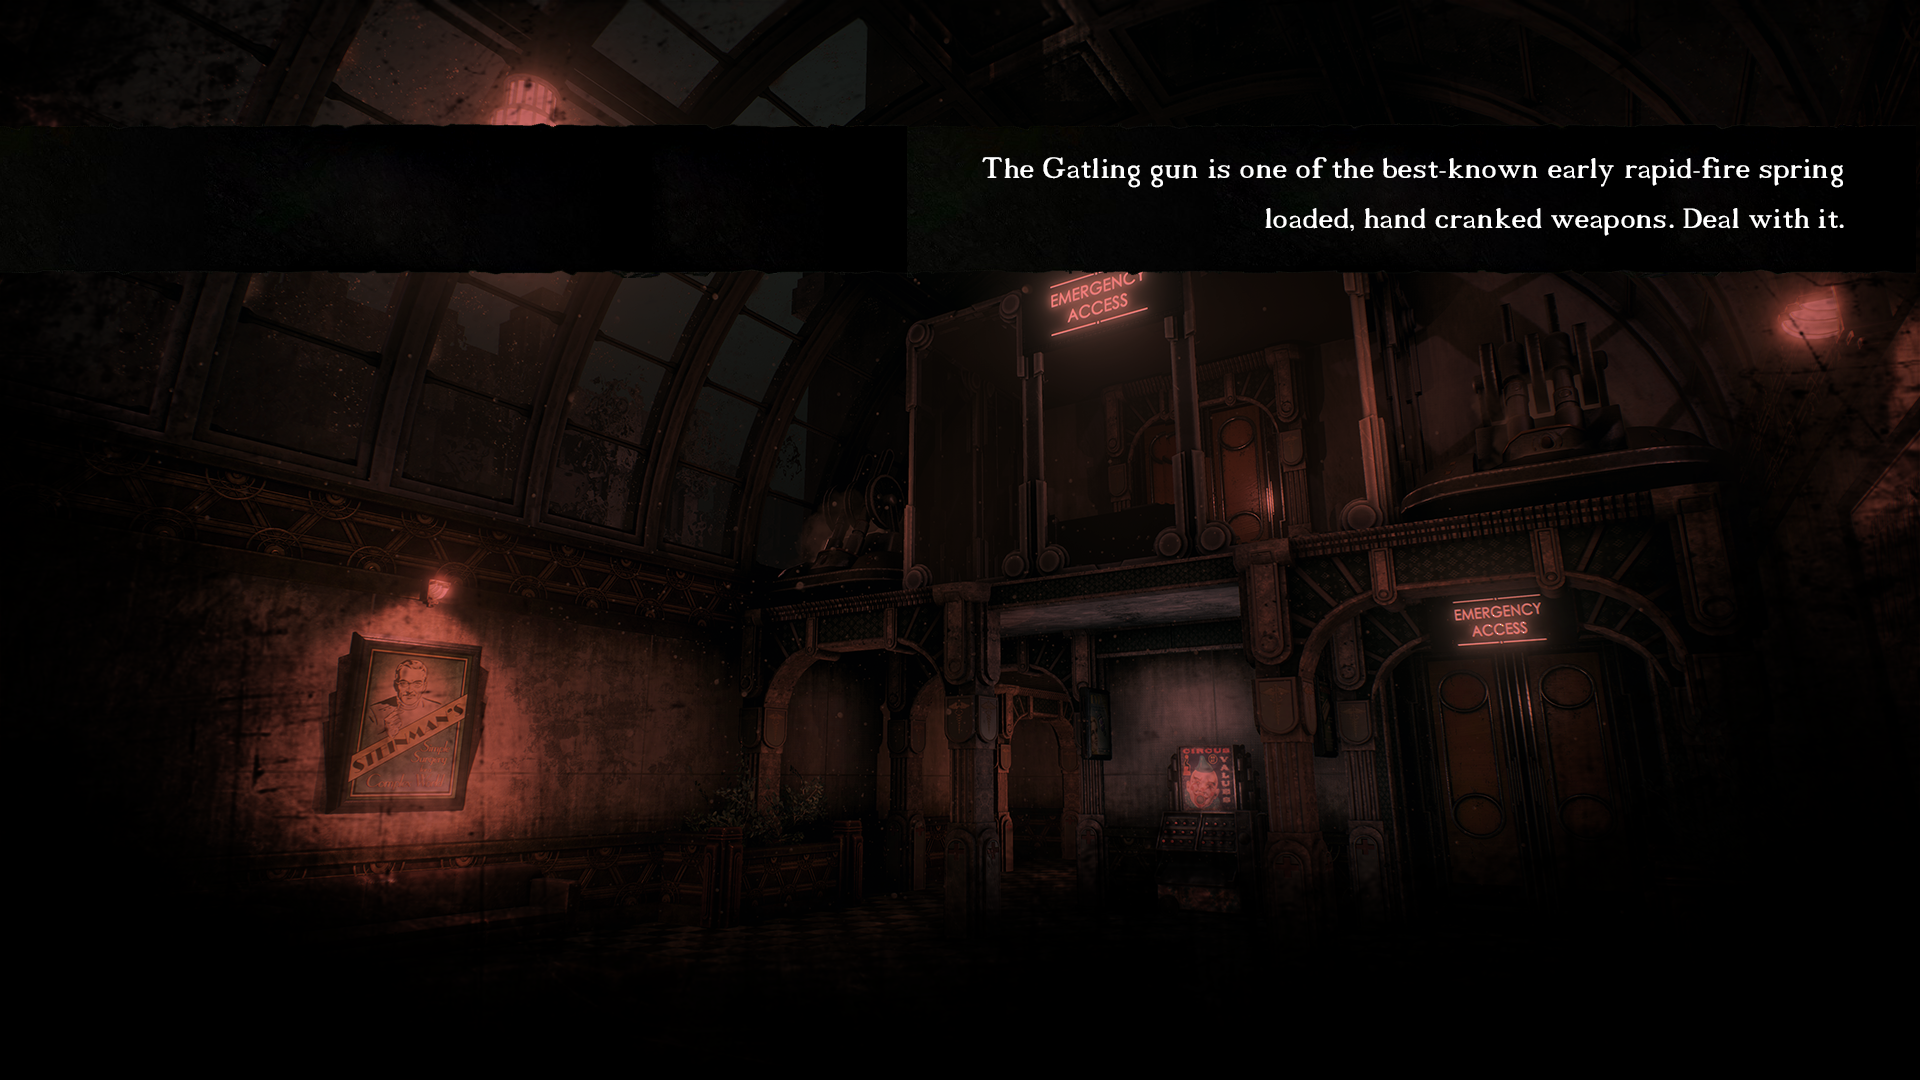 The Gatling gun is one of the best-known early rapid-fire spring
loaded, hand cranked weapons. Deal with it.
EMERGENCY
ACCESS
EMERGENCY
ACCESS
STEINMAN'S
CIRCUS
VALUES